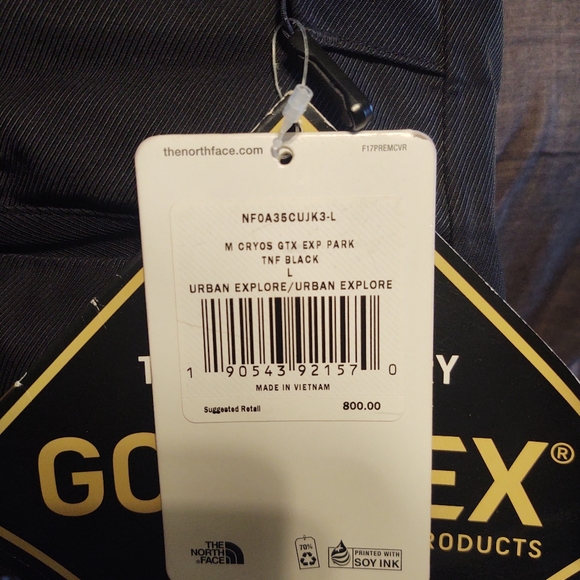 thenorthface.com
F17PREMCVR
NF0A35CUJK3-L
M CRYOS GTX EXP PARK
TNF BLACK
L
URBAN EXPLORE/URBAN EXPLORE
1 90543 92157 0
MADE IN VIETNAM
Suggested Retail 800.00
GO EX®
RODUCTS
THE
NORTH
FACE
70%
PRINTED WITH
SOY INK